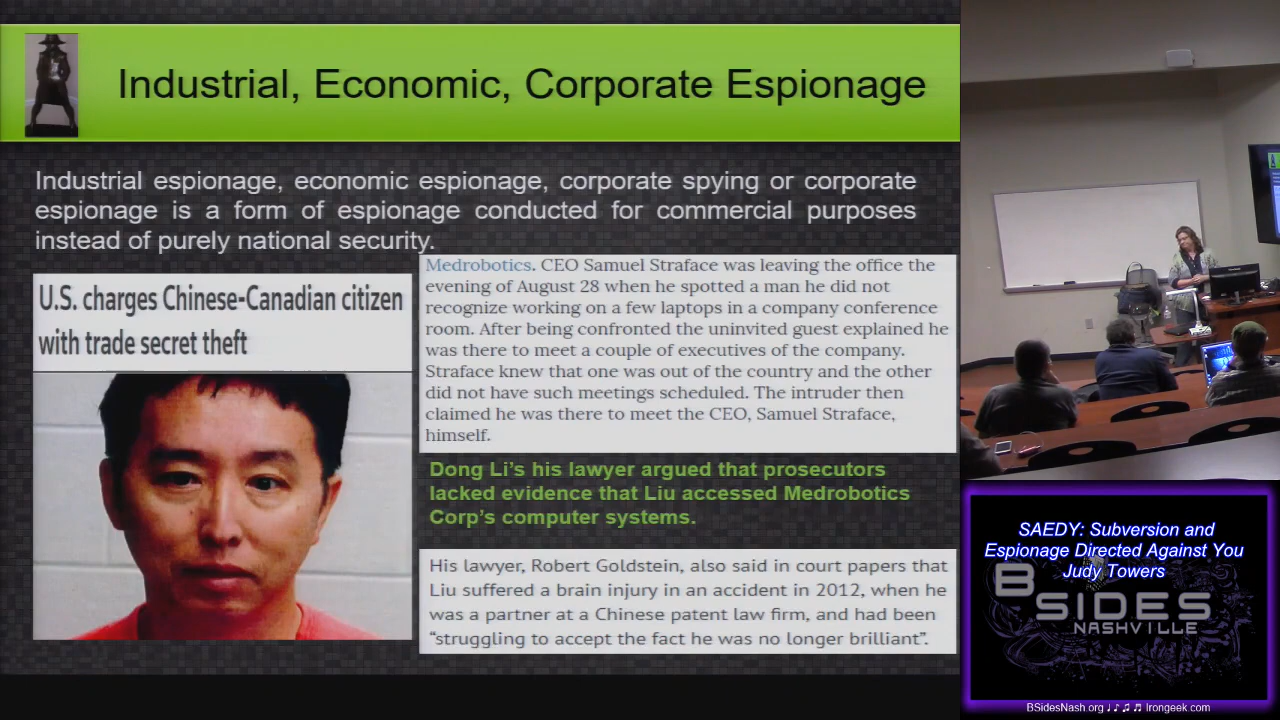 Industrial, Economic, Corporate Espionage
Industrial espionage, economic espionage, corporate spying or corporate
espionage is a form of espionage conducted for commercial purposes
instead of purely national security.
U.S. charges Chinese-Canadian citizen
with trade secret theft
Medrobotics. CEO Samuel Straface was leaving the office the
evening of August 28 when he spotted a man he did not
recognize working on a few laptops in a company conference
room. After being confronted the uninvited guest explained he
was there to meet a couple of executives of the company.
Straface knew that one was out of the country and the other
did not have such meetings scheduled. The intruder then
claimed he was there to meet the CEO, Samuel Straface,
himself.
Dong Li's his lawyer argued that prosecutors
lacked evidence that Liu accessed Medrobotics
Corp's computer systems.
His lawyer, Robert Goldstein, also said in court papers that
Liu suffered a brain injury in an accident in 2012, when he
was a partner at a Chinese patent law firm, and had been
“struggling to accept the fact he was no longer brilliant”.
SAEDY: Subversion and
Espionage Directed Against You
Judy Towers
BSIDES
NASHVILLE
BSidesNash.org ♩ ♪ ♫ ♬ Irongeek.com